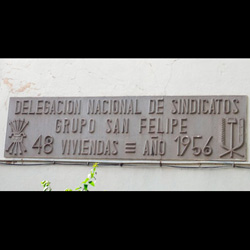 DELEGACION NACIONAL DE SINDICATOS
GRUPO SAN FELIPE
48 VIVIENDAS = AÑO 1956